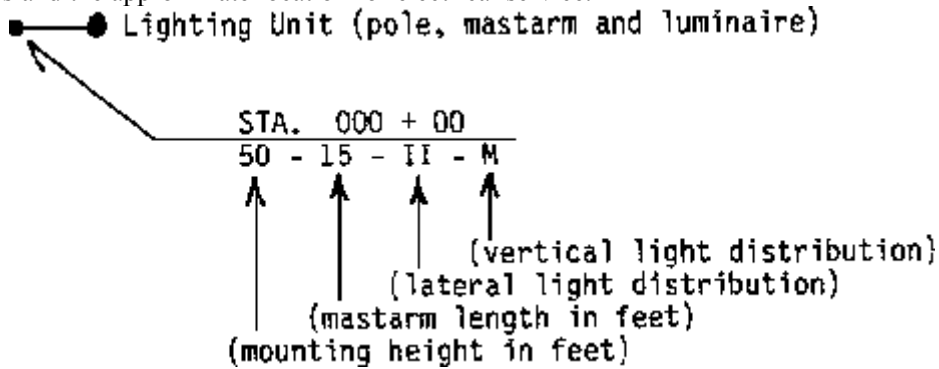 Lighting Unit (pole, mastarm and luminaire)
STA. 000 + 00
50 - 15 - II - M
(vertical light distribution)
(lateral light distribution)
(mastarm length in feet)
(mounting height in feet)